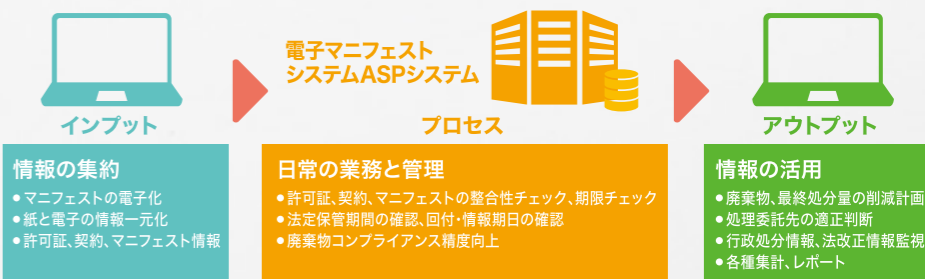 インプット
情報の集約
●マニフェストの電子化
●紙と電子の情報一元化
●許可証、契約、マニフェスト情報
電子マニフェスト
システムASPシステム
プロセス
日常の業務と管理
●許可証、契約、マニフェストの整合性チェック、期限チェック
●法定保管期間の確認、回付・情報期日の確認
●廃棄物コンプライアンス精度向上
アウトプット
情報の活用
●廃棄物、最終処分量の削減計画
●処理委託先の適正判断
●行政処分情報、法改正情報監視
●各種集計、レポート